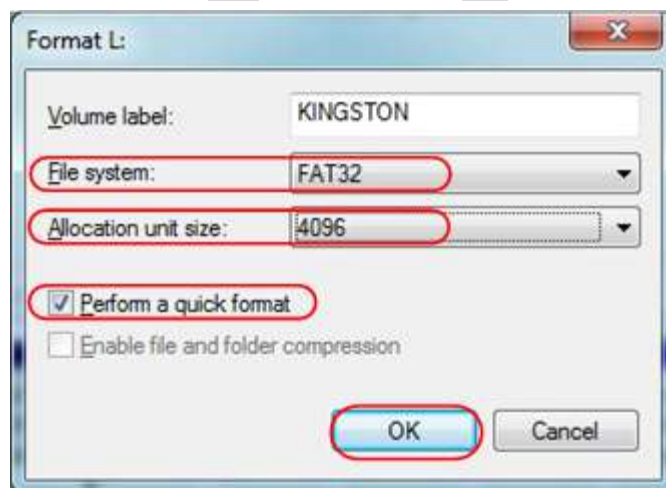 Format L:
Volume label: KINGSTON
File system: FAT32
Allocation unit size: 4096
Perform a quick format
Enable file and folder compression
OK Cancel